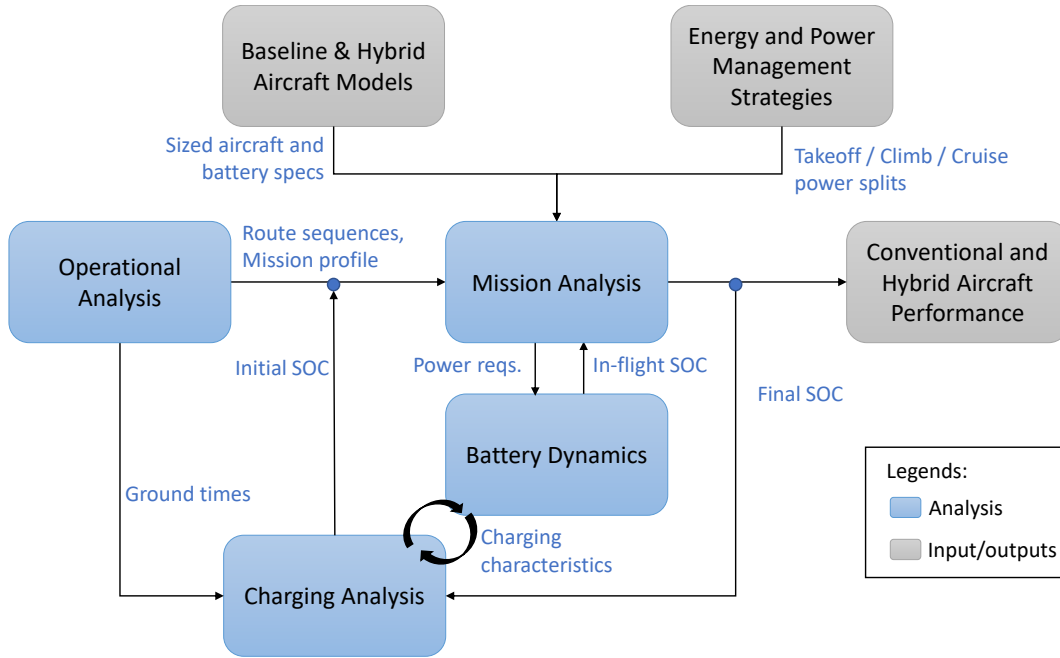 Baseline & Hybrid
Aircraft Models
Energy and Power
Management
Strategies
Sized aircraft and
battery specs
Takeoff / Climb / Cruise
power splits
Operational
Analysis
Route sequences,
Mission profile
Mission Analysis
Conventional and
Hybrid Aircraft
Performance
Initial SOC
Power reqs.
In-flight SOC
Final SOC
Battery Dynamics
Ground times
Charging
characteristics
Charging Analysis
Legends:
Analysis
Input/outputs